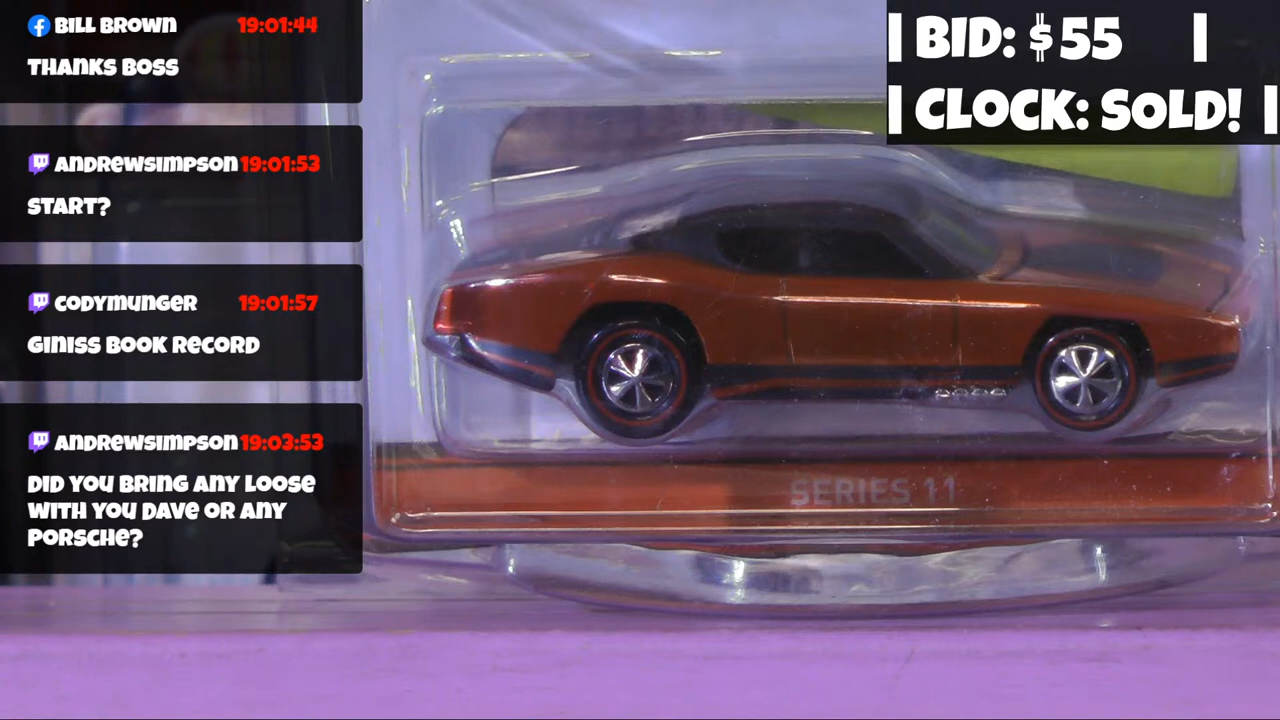 BILL BROWN 19:01:44
THANKS BOSS
ANDREWSIMPSON 19:01:53
START?
CODYMUNGER 19:01:57
GINISS BOOK RECORD
ANDREWSIMPSON 19:03:53
DID YOU BRING ANY LOOSE
WITH YOU DAVE OR ANY
PORSCHE?
| BID: $55 |
| CLOCK: SOLD! |
SERIES 11